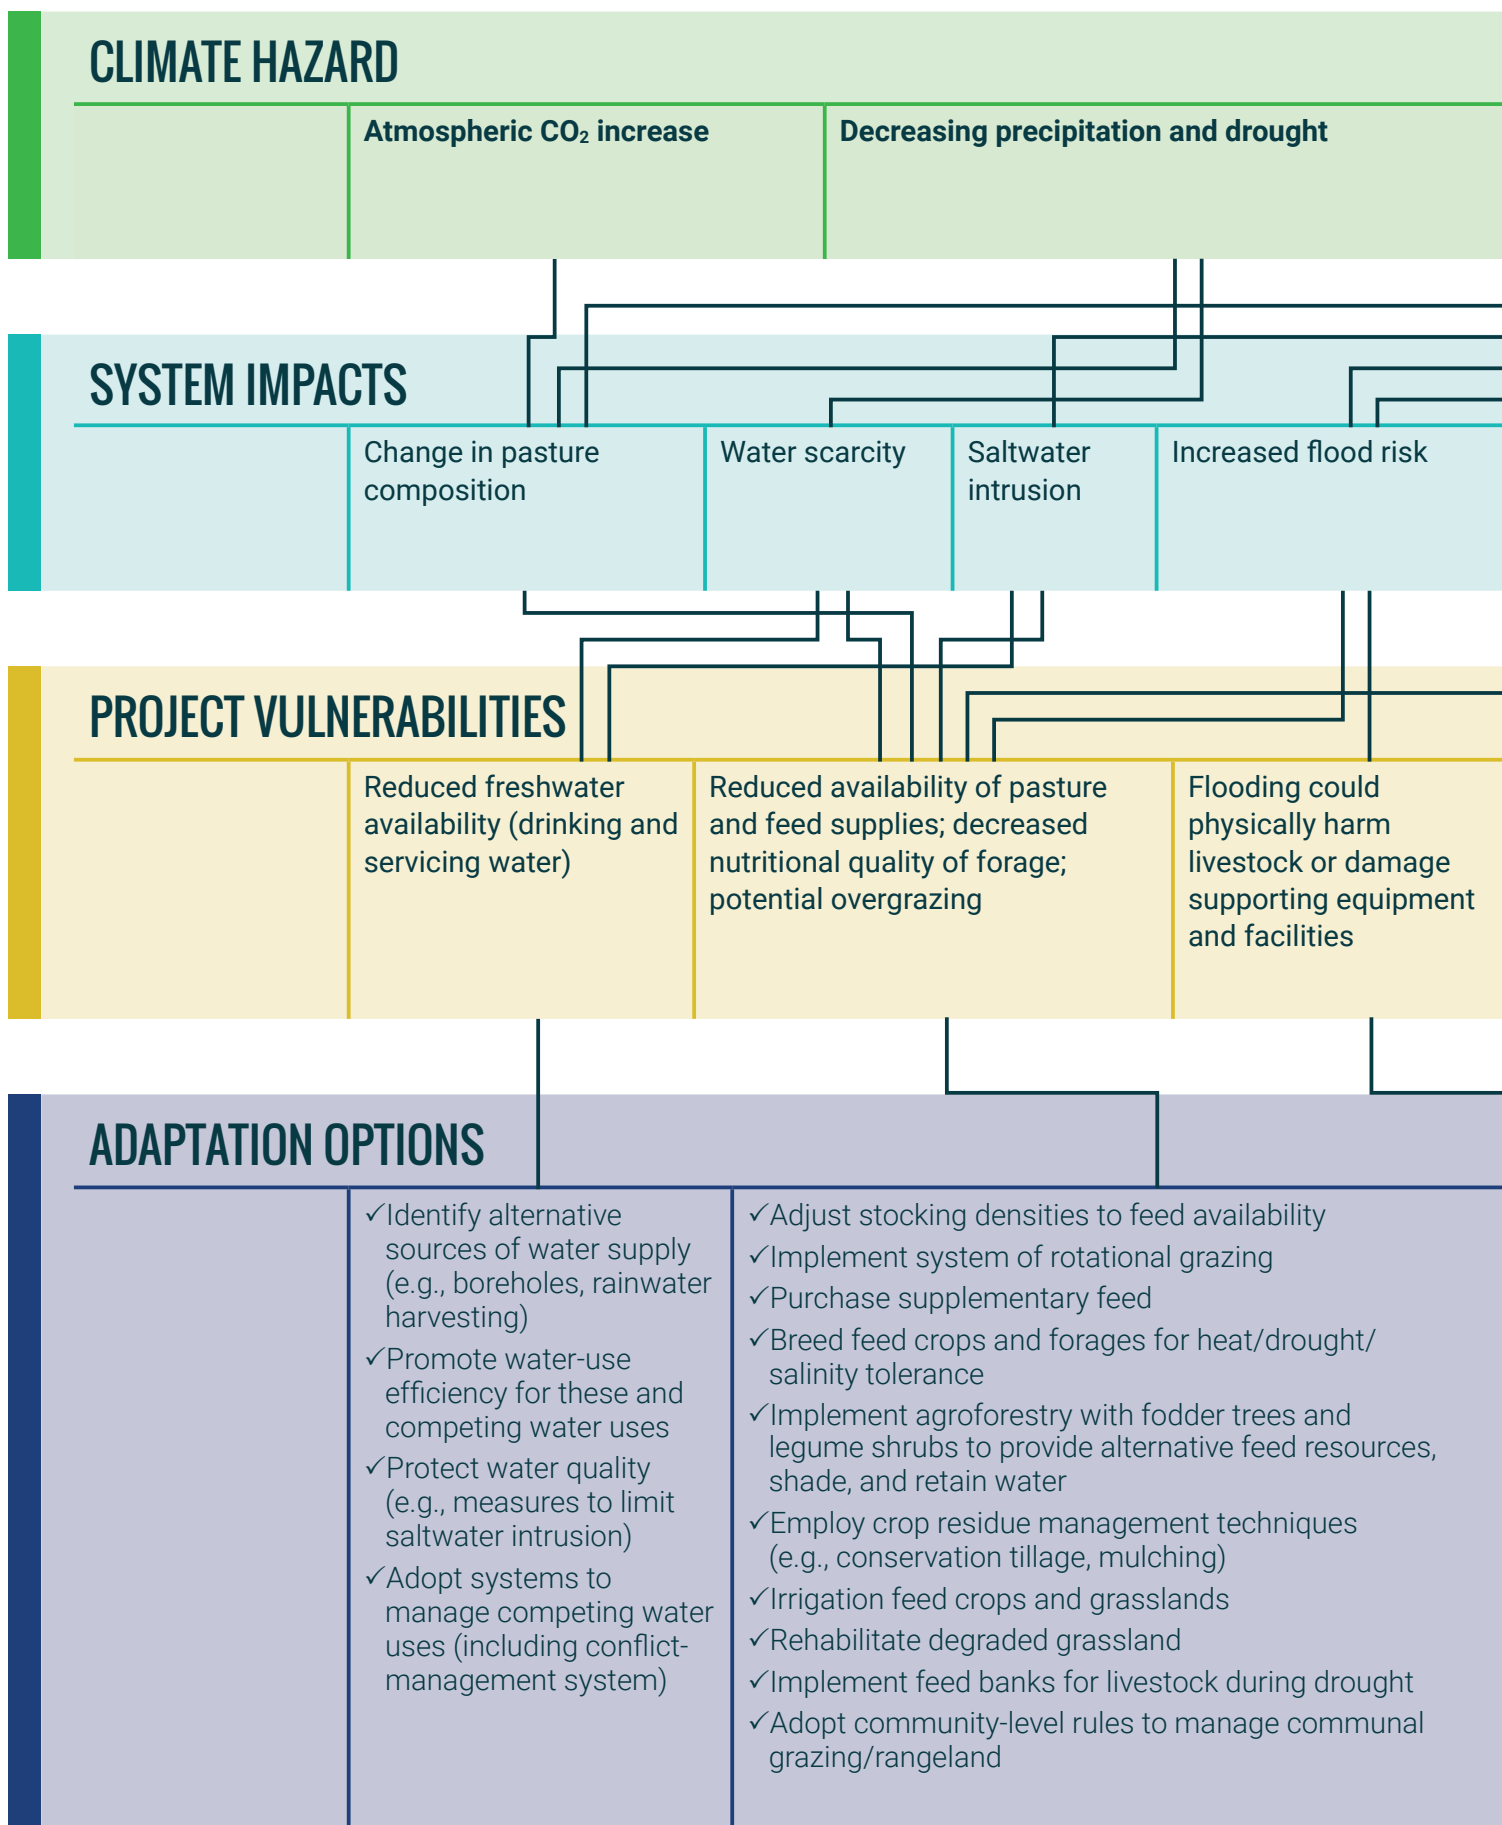 CLIMATE HAZARD
Atmospheric CO₂ increase
Decreasing precipitation and drought
SYSTEM IMPACTS
Change in pasture
composition
Water scarcity
Saltwater
intrusion
Increased flood risk
PROJECT VULNERABILITIES
Reduced freshwater
availability (drinking and
servicing water)
Reduced availability of pasture
and feed supplies; decreased
nutritional quality of forage;
potential overgrazing
Flooding could
physically harm
livestock or damage
supporting equipment
and facilities
ADAPTATION OPTIONS
✓Identify alternative
sources of water supply
(e.g., boreholes, rainwater
harvesting)
✓Promote water-use
efficiency for these and
competing water uses
✓Protect water quality
(e.g., measures to limit
saltwater intrusion)
✓Adopt systems to
manage competing water
uses (including conflict-
management system)
✓Adjust stocking densities to feed availability
✓Implement system of rotational grazing
✓Purchase supplementary feed
✓Breed feed crops and forages for heat/drought/
salinity tolerance
✓Implement agroforestry with fodder trees and
legume shrubs to provide alternative feed resources,
shade, and retain water
✓Employ crop residue management techniques
(e.g., conservation tillage, mulching)
✓Irrigation feed crops and grasslands
✓Rehabilitate degraded grassland
✓Implement feed banks for livestock during drought
✓Adopt community-level rules to manage communal
grazing/rangeland